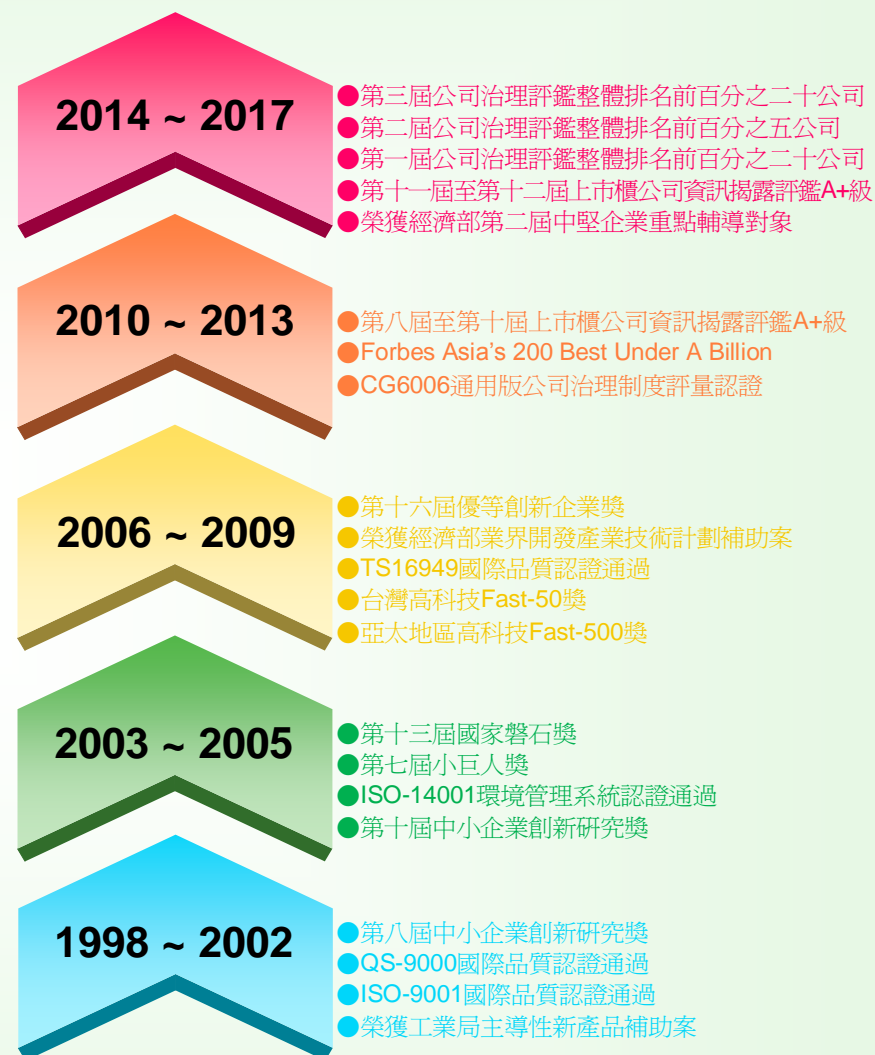 2014 ~ 2017
●第三屆公司治理評鑑整體排名前百分之二十公司
●第二屆公司治理評鑑整體排名前百分之五公司
●第一屆公司治理評鑑整體排名前百分之二十公司
●第十一屆至第十二屆上市櫃公司資訊揭露評鑑A+級
●榮獲經濟部第二屆中堅企業重點輔導對象
2010 ~ 2013
●第八屆至第十屆上市櫃公司資訊揭露評鑑A+級
●Forbes Asia’s 200 Best Under A Billion
●CG6006通用版公司治理制度評量認證
2006 ~ 2009
●第十六屆優等創新企業獎
●榮獲經濟部業界開發產業技術計劃補助案
●TS16949國際品質認證通過
●台灣高科技Fast-50獎
●亞太地區高科技Fast-500獎
2003 ~ 2005
●第十三屆國家磐石獎
●第七屆小巨人獎
●ISO-14001環境管理系統認證通過
●第十屆中小企業創新研究獎
1998 ~ 2002
●第八屆中小企業創新研究獎
●QS-9000國際品質認證通過
●ISO-9001國際品質認證通過
●榮獲工業局主導性新產品補助案